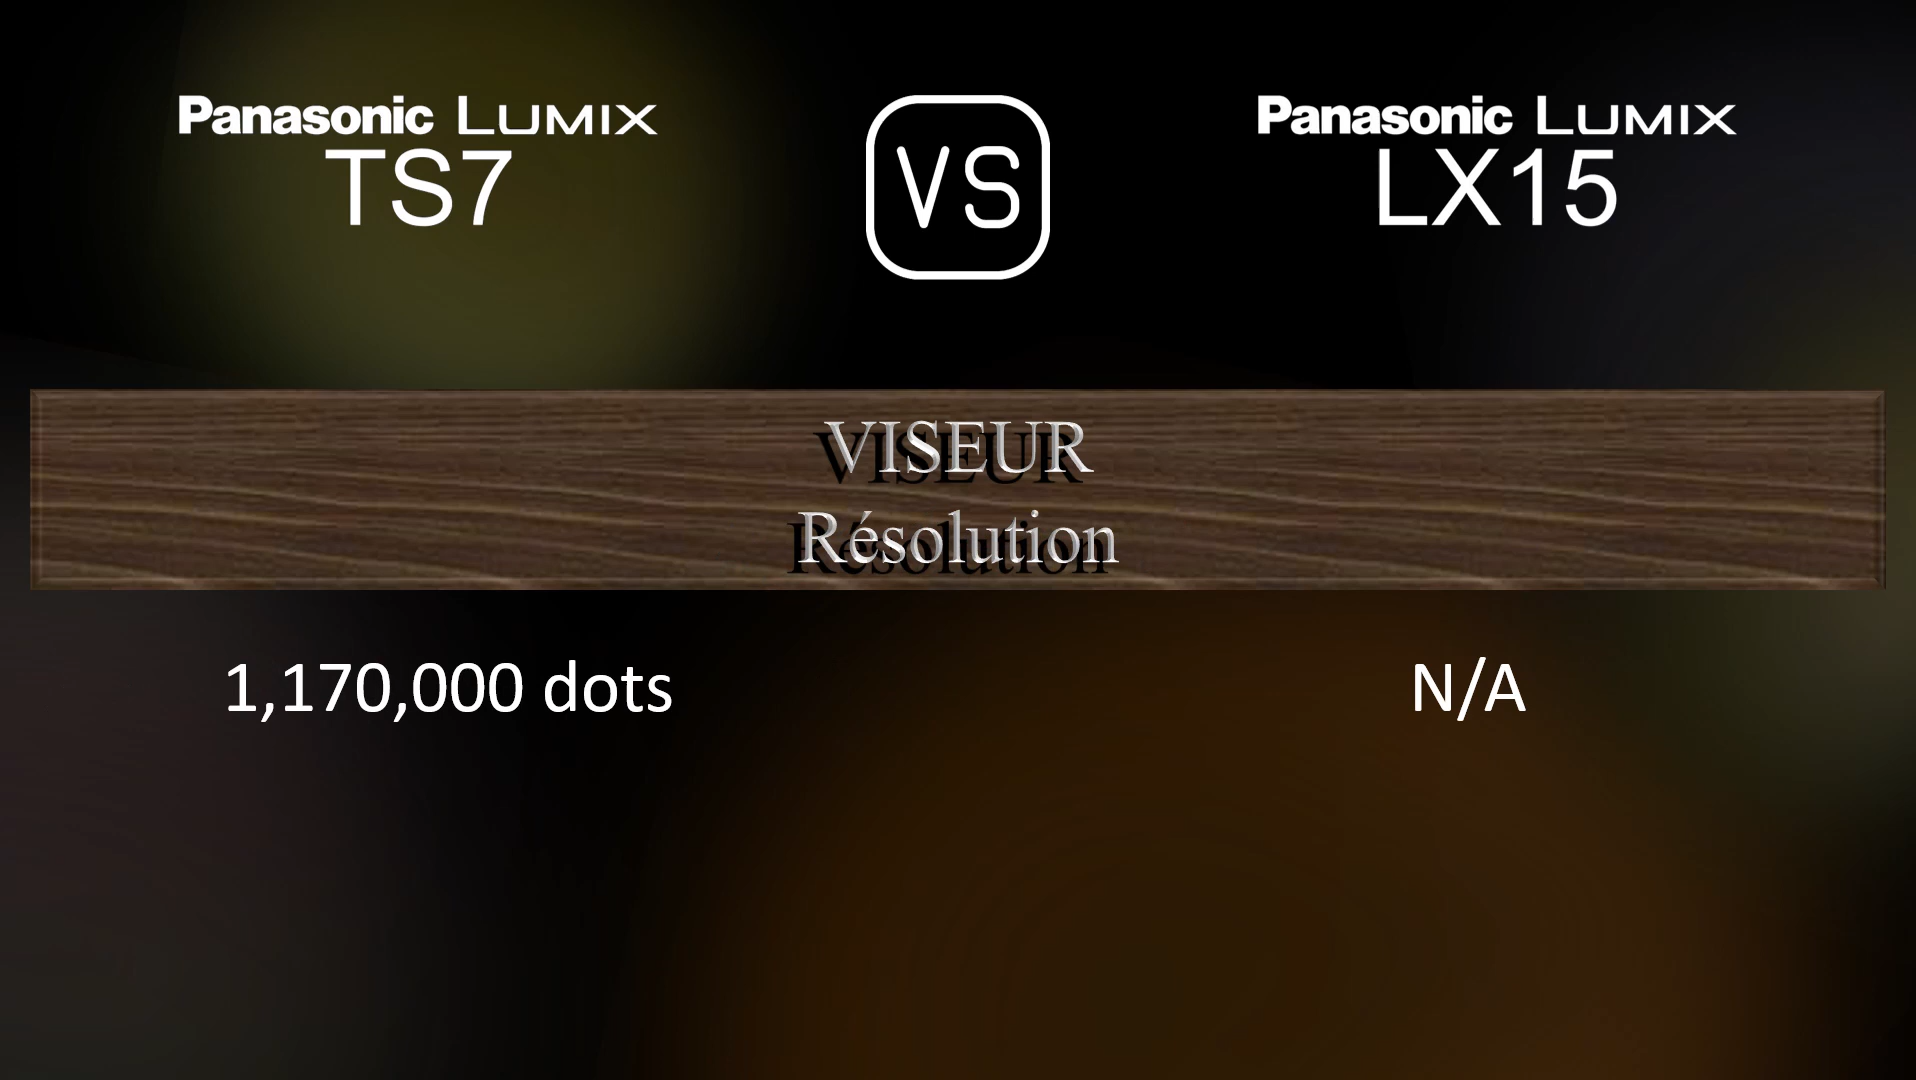 Panasonic LUMIX
TS7
VS
Panasonic LUMIX
LX15
VISEUR
Résolution
1,170,000 dots
N/A